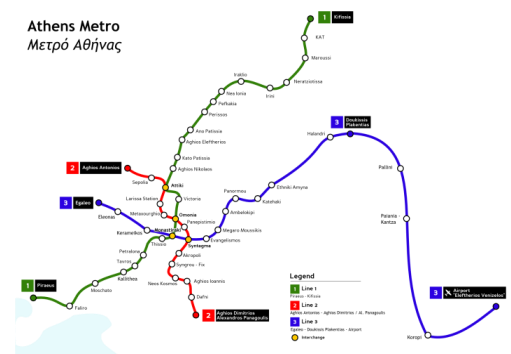 Athens Metro
Μετρό Αθήνας
1 Kifissia
KAT
Maroussi
Neratziotissa
Irini
Iraklio
Nea Ionia
Pefkakia
Perissos
Ano Patissia
Aghios Eleftherios
Kato Patissia
Aghios Nikolaos
Attiki
Victoria
Omonia
Monastiraki
Thissio
Petralona
Tavros
Kallithea
Moschato
Faliro
1 Piraeus
2 Aghios Antonios
Sepolia
Larissa Station
Metaxourghio
Panepistimio
Syntagma
Akropoli
Syngrou - Fix
Neos Kosmos
Aghios Ioannis
Dafni
2 Aghios Dimitrios
Alexandros Panagoulis
3 Egaleo
Eleonas
Kerameikos
Evangelismos
Megaro Moussikis
Ambelokipi
Panormou
Katehaki
Ethniki Amyna
Halandri
3 Doukissis
Plakentias
Pallini
Paiania -
Kantza
Koropi
3 Airport
"Eleftherios Venizelos"
Legend
1 Line 1
Piraeus - Kifissia
2 Line 2
Aghios Antonios - Aghios Dimitrios / Al. Panagoulis
3 Line 3
Egaleo - Doukissis Plakentias - Airport
Interchange